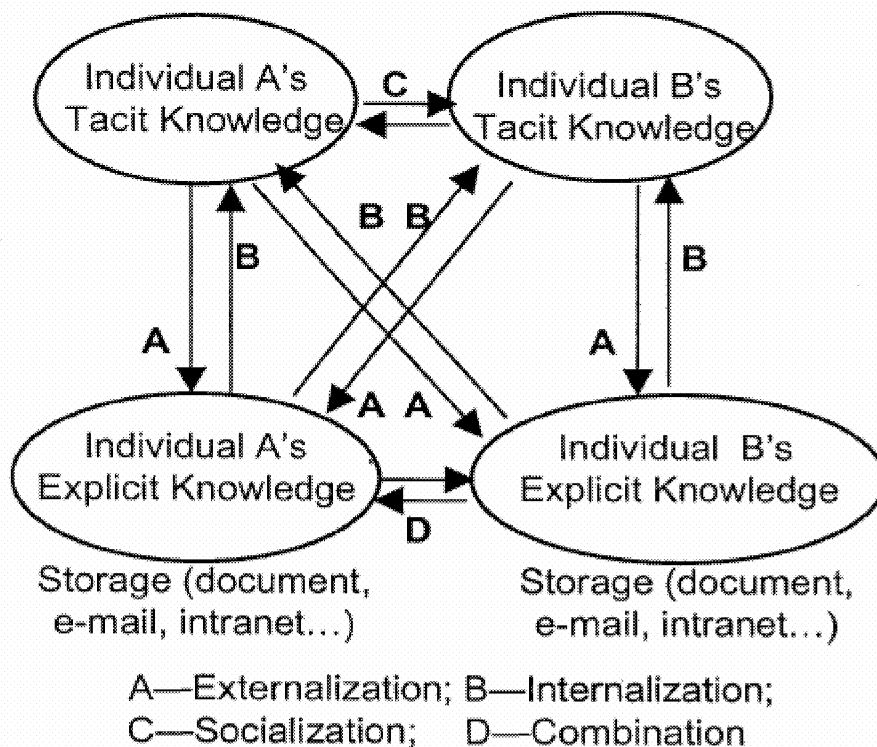 Individual A's
Tacit Knowledge
C
Individual B's
Tacit Knowledge
B B
B
B
A
A
A A
Individual A's
Explicit Knowledge
D
Individual B's
Explicit Knowledge
Storage (document,
e-mail, intranet...)
Storage (document,
e-mail, intranet...)
A—Externalization; B—Internalization;
C—Socialization; D—Combination